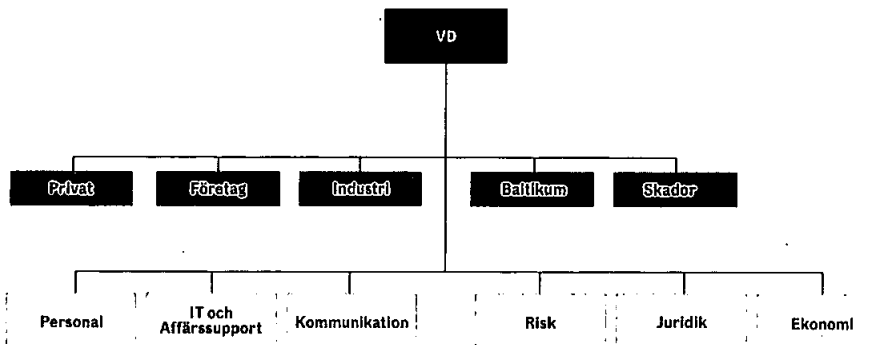 VD
Privat
Företag
Industri
Baltikum
Skador
Personal
IT och
Affärssupport
Kommunikation
Risk
Juridik
Ekonomi